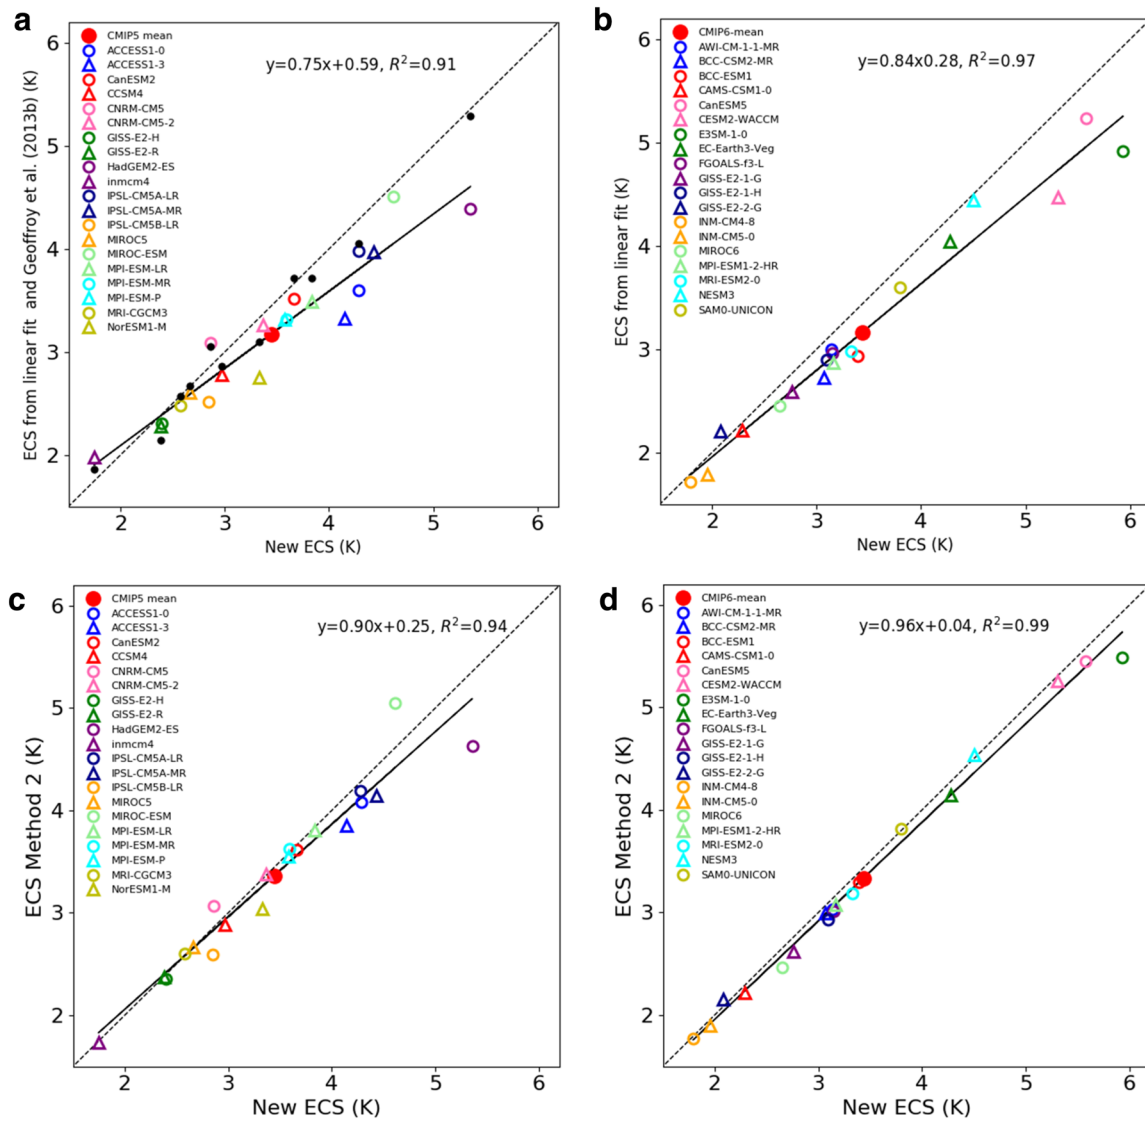 a
ECS from linear fit and Geoffroy et al. (2013b) (K)
6
5
4
3
2
CMIP5 mean
ACCESS1-0
ACCESS1-3
CanESM2
CCSM4
CNRM-CM5
CNRM-CM5-2
GISS-E2-H
GISS-E2-R
HadGEM2-ES
inmcm4
IPSL-CM5A-LR
IPSL-CM5A-MR
IPSL-CM5B-LR
MIROC5
MIROC-ESM
MPI-ESM-LR
MPI-ESM-MR
MPI-ESM-P
MRI-CGCM3
NorESM1-M
y=0.75x+0.59, R²=0.91
2 3 4 5 6
New ECS (K)
b
ECS from linear fit (K)
6
5
4
3
2
CMIP6-mean
AWI-CM-1-1-MR
BCC-CSM2-MR
BCC-ESM1
CAMS-CSM1-0
CanESM5
CESM2-WACCM
E3SM-1-0
EC-Earth3-Veg
FGOALS-f3-L
GISS-E2-1-G
GISS-E2-1-H
GISS-E2-2-G
INM-CM4-8
INM-CM5-0
MIROC6
MPI-ESM1-2-HR
MRI-ESM2-0
NESM3
SAM0-UNICON
y=0.84x0.28, R²=0.97
2 3 4 5 6
New ECS (K)
c
ECS Method 2 (K)
6
5
4
3
2
CMIP5 mean
ACCESS1-0
ACCESS1-3
CanESM2
CCSM4
CNRM-CM5
CNRM-CM5-2
GISS-E2-H
GISS-E2-R
HadGEM2-ES
inmcm4
IPSL-CM5A-LR
IPSL-CM5A-MR
IPSL-CM5B-LR
MIROC5
MIROC-ESM
MPI-ESM-LR
MPI-ESM-MR
MPI-ESM-P
MRI-CGCM3
NorESM1-M
y=0.90x+0.25, R²=0.94
2 3 4 5 6
New ECS (K)
d
ECS Method 2 (K)
6
5
4
3
2
CMIP6-mean
AWI-CM-1-1-MR
BCC-CSM2-MR
BCC-ESM1
CAMS-CSM1-0
CanESM5
CESM2-WACCM
E3SM-1-0
EC-Earth3-Veg
FGOALS-f3-L
GISS-E2-1-G
GISS-E2-1-H
GISS-E2-2-G
INM-CM4-8
INM-CM5-0
MIROC6
MPI-ESM1-2-HR
MRI-ESM2-0
NESM3
SAM0-UNICON
y=0.96x+0.04, R²=0.99
2 3 4 5 6
New ECS (K)